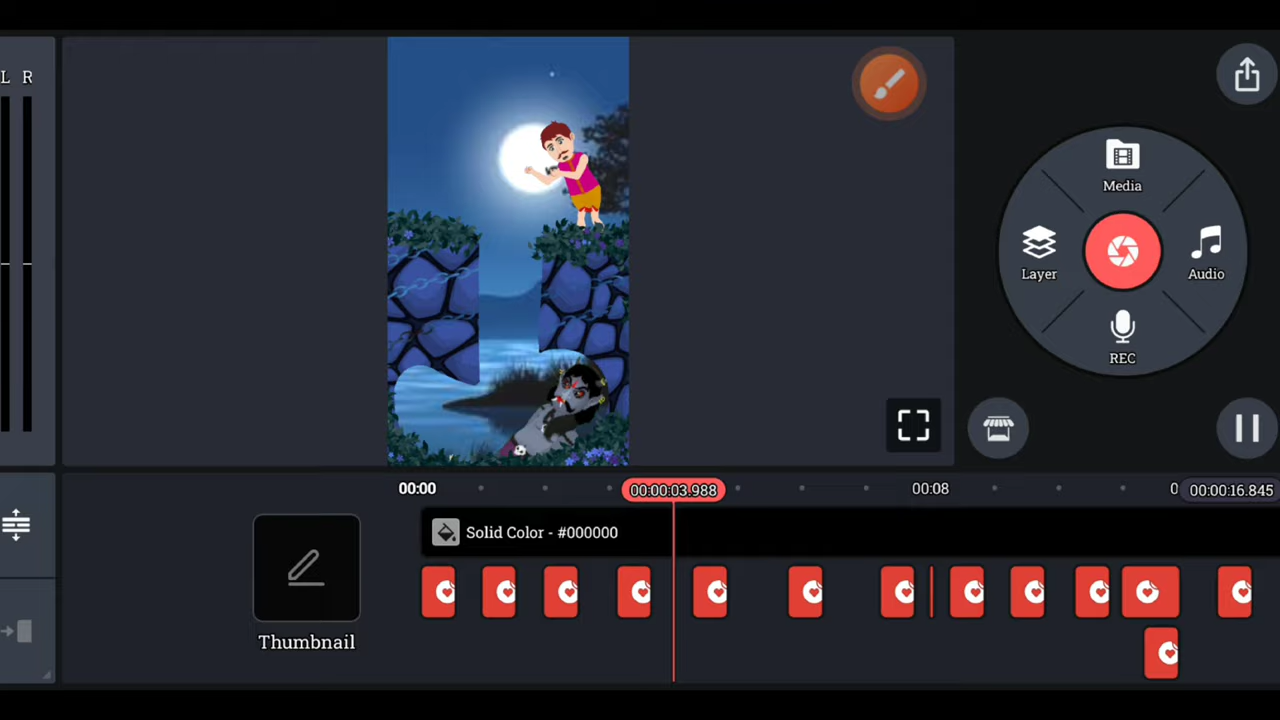 L R
Media
Layer
Audio
REC
00:00
00:00:03.988
00:08
0
00:00:16.845
Solid Color - #000000
Thumbnail